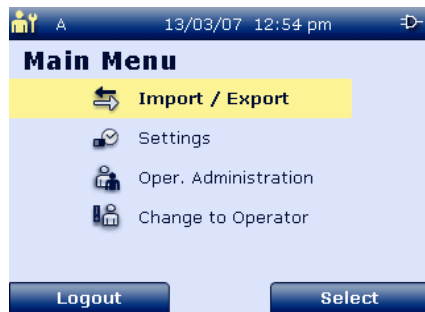 A 13/03/07 12:54 pm
Main Menu
Import / Export
Settings
Oper. Administration
Change to Operator
Logout Select